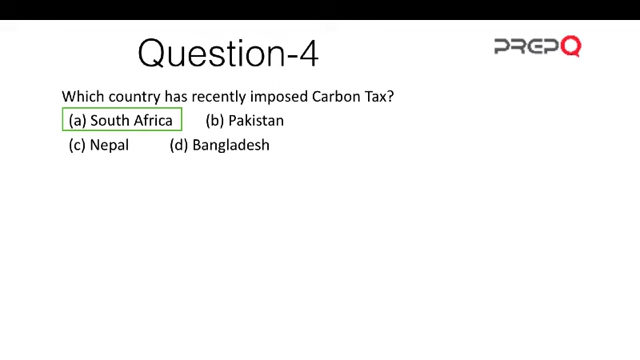 Question-4
PREPQ
Which country has recently imposed Carbon Tax?
(a) South Africa (b) Pakistan
(c) Nepal (d) Bangladesh